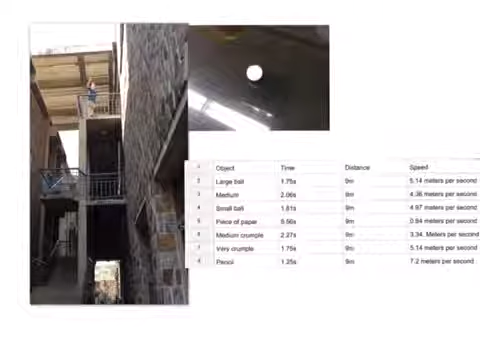 1 Object Time Distance Speed
2 Large ball 1.75s 9m 5.14 meters per second
3 Medium 2.06s 9m 4.36 meters per second
4 Small ball 1.81s 9m 4.97 meters per second
5 Piece of paper 9.56s 9m 0.94 meters per second
6 Medium crumple 2.27s 9m 3.34. Meters per second
7 Very crumple 1.75s 9m 5.14 meters per second
8 Pencil 1.25s 9m 7.2 meters per second